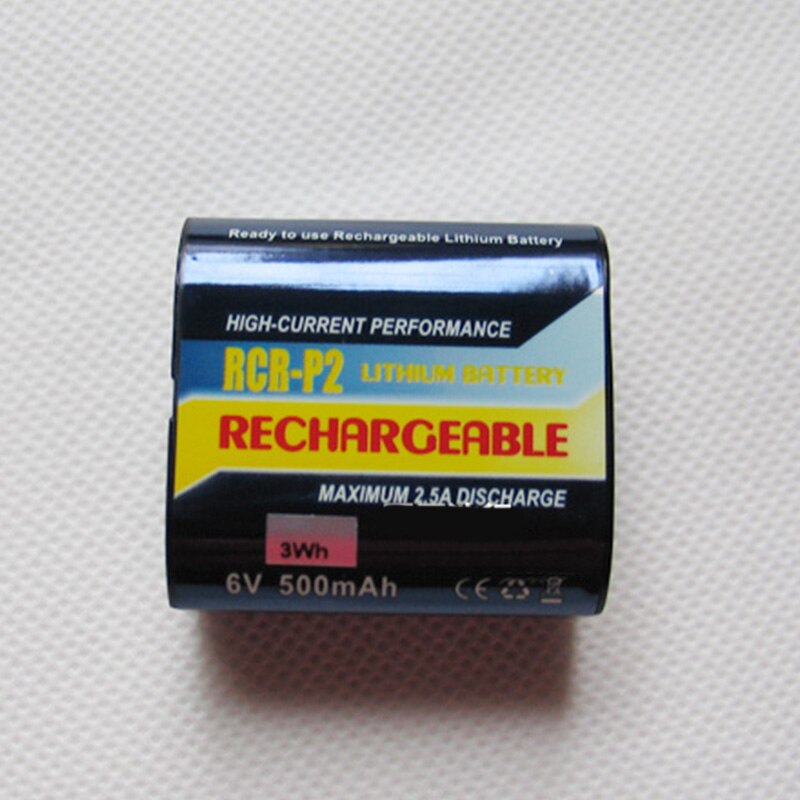 Ready to use Rechargeable Lithium Battery
HIGH-CURRENT PERFORMANCE
RCR-P2 LITHIUM BATTERY
RECHARGEABLE
MAXIMUM 2.5A DISCHARGE
3Wh
6V 500mAh CE